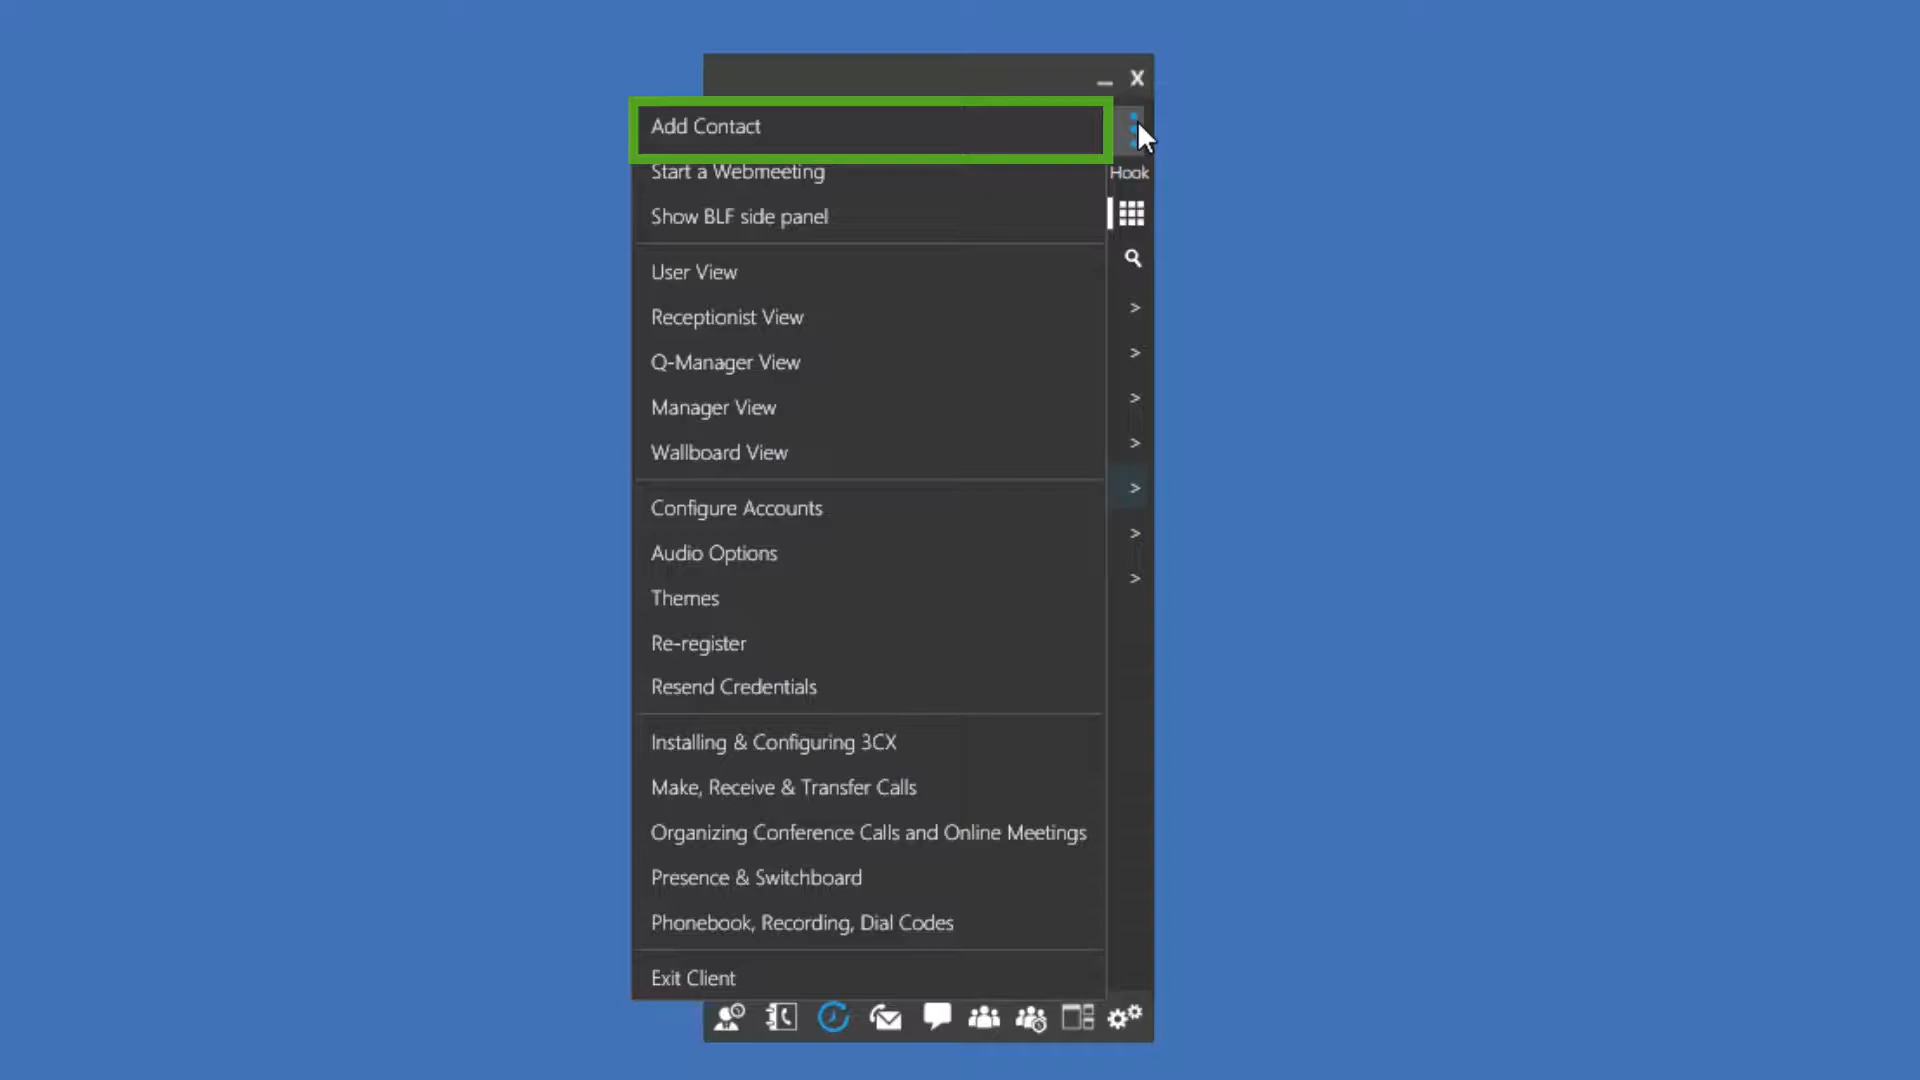 X
Add Contact
Start a Webmeeting
Hook
Show BLF side panel
User View
Receptionist View
Q-Manager View
Manager View
Wallboard View
Configure Accounts
Audio Options
Themes
Re-register
Resend Credentials
Installing & Configuring 3CX
Make, Receive & Transfer Calls
Organizing Conference Calls and Online Meetings
Presence & Switchboard
Phonebook, Recording, Dial Codes
Exit Client